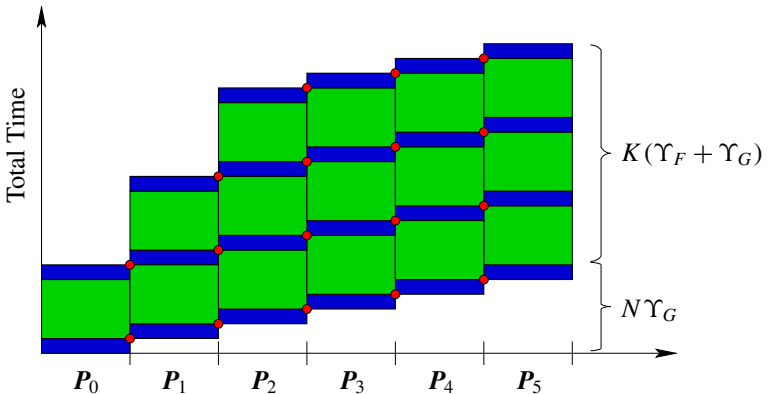 Total Time
K(ϒ_F + ϒ_G)
Nϒ_G
P_0 P_1 P_2 P_3 P_4 P_5